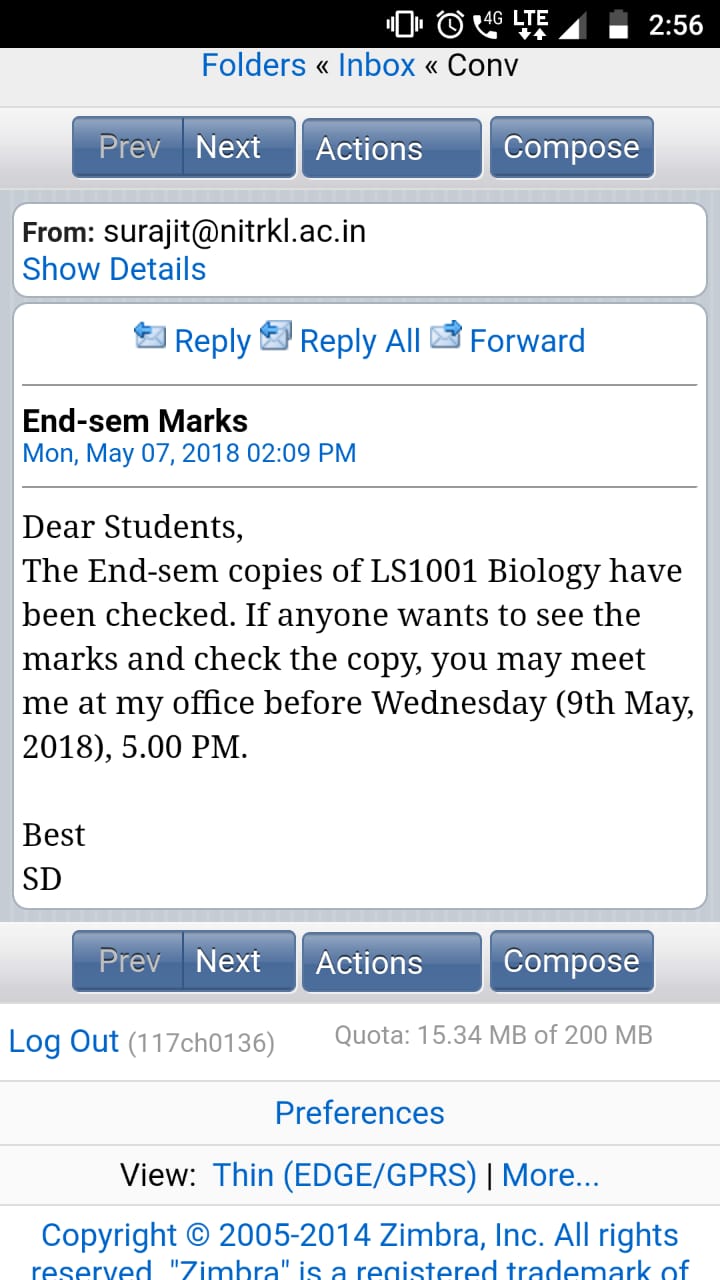 4G LTE 2:56
Folders « Inbox « Conv
Prev Next Actions Compose
From: surajit@nitrkl.ac.in
Show Details
Reply Reply All Forward
End-sem Marks
Mon, May 07, 2018 02:09 PM
Dear Students,
The End-sem copies of LS1001 Biology have
been checked. If anyone wants to see the
marks and check the copy, you may meet
me at my office before Wednesday (9th May,
2018), 5.00 PM.
Best
SD
Prev Next Actions Compose
Log Out (117ch0136) Quota: 15.34 MB of 200 MB
Preferences
View: Thin (EDGE/GPRS) | More...
Copyright © 2005-2014 Zimbra, Inc. All rights
reserved. "Zimbra" is a registered trademark of